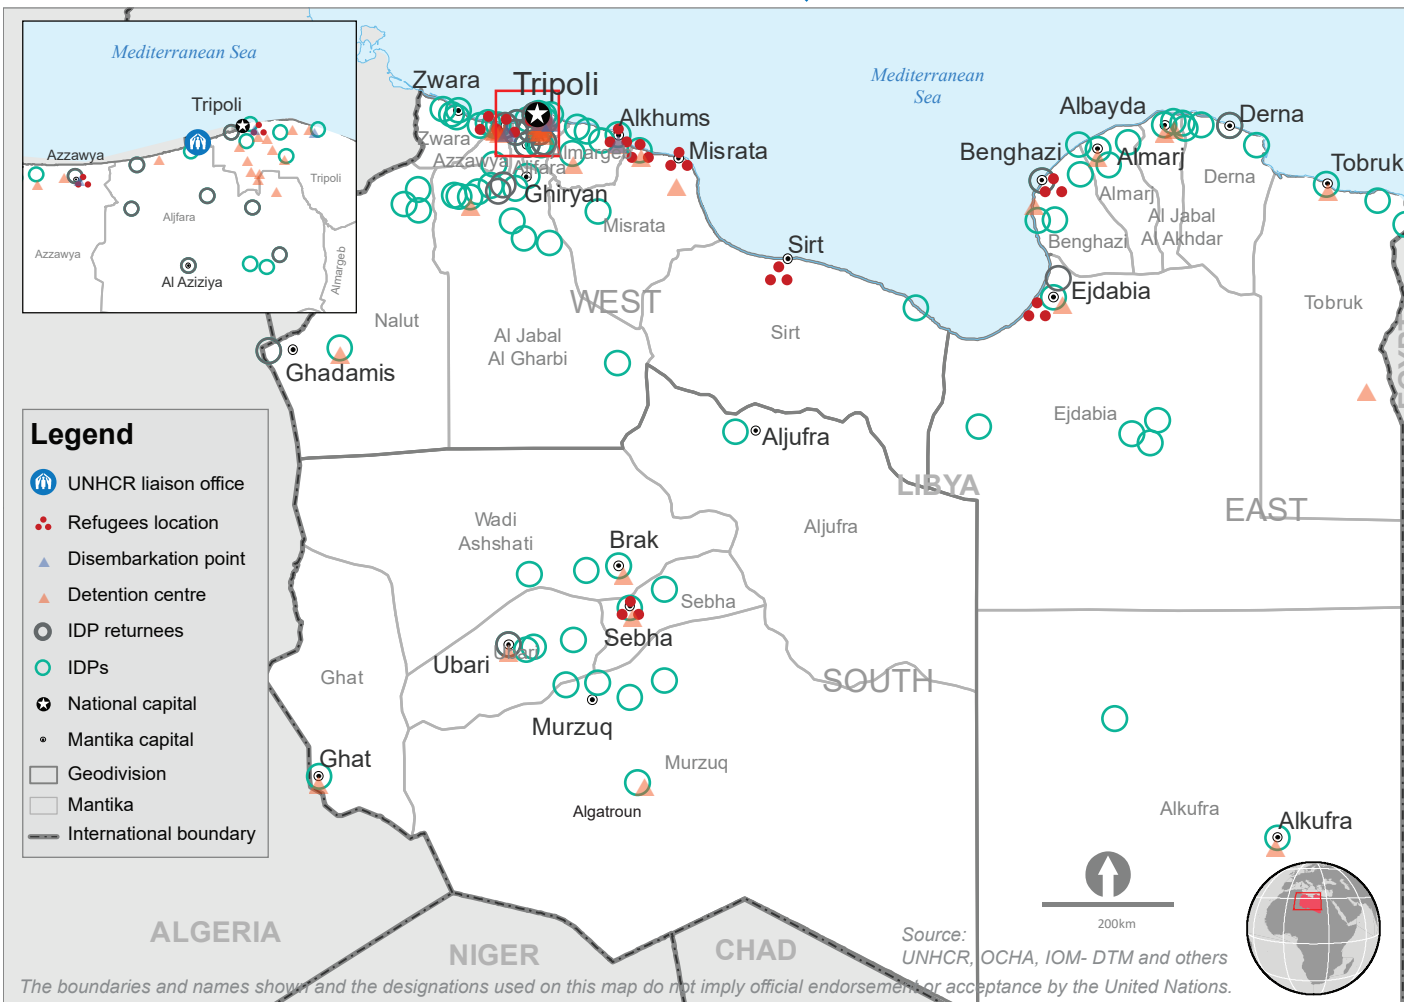 Mediterranean Sea
Tripoli
Azzawya
Tripoli
Aljfara
Azzawya
Almargeb
Al Aziziya
Mediterranean
Sea
Zwara
Tripoli
Alkhums
Misrata
Zwara
Azzawya
Aljfara
Almargeb
Ghiryan
Misrata
Albayda
Derna
Benghazi
Almarj
Tobruk
Almarj
Derna
Al Jabal
Al Akhdar
Benghazi
Sirt
Ejdabia
Tobruk
WEST
Nalut
Al Jabal
Al Gharbi
Sirt
Ghadamis
Ejdabia
Aljufra
LIBYA
EAST
Wadi
Ashshati
Aljufra
Brak
Sebha
Sebha
Ubari
Ubari
Ghat
SOUTH
Murzuq
Murzuq
Ghat
Algatroun
Alkufra
Alkufra
Legend
UNHCR liaison office
Refugees location
Disembarkation point
Detention centre
IDP returnees
IDPs
National capital
Mantika capital
Geodivision
Mantika
International boundary
200km
ALGERIA
NIGER
CHAD
Source:
UNHCR, OCHA, IOM- DTM and others
The boundaries and names shown and the designations used on this map do not imply official endorsement or acceptance by the United Nations.